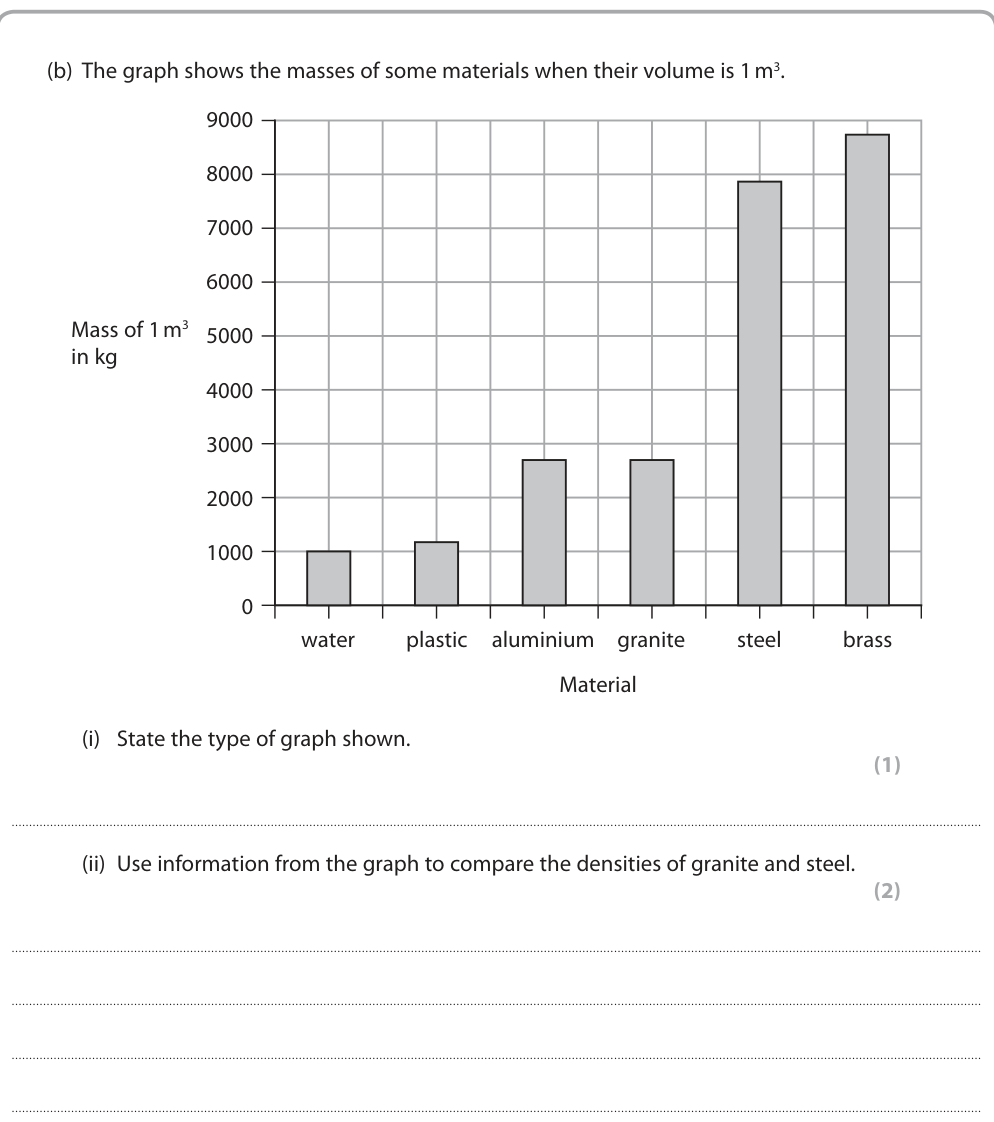 (b) The graph shows the masses of some materials when their volume is 1 m³.
9000
8000
7000
6000
Mass of 1 m³ 5000
in kg
4000
3000
2000
1000
0
water plastic aluminium granite steel brass
Material
(i) State the type of graph shown.
(1)
(ii) Use information from the graph to compare the densities of granite and steel.
(2)